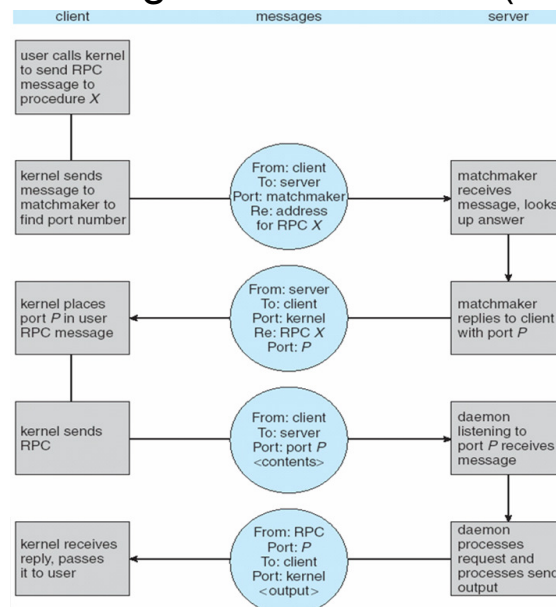 client messages server
user calls kernel
to send RPC
message to
procedure X
kernel sends
message to
matchmaker to
find port number
From: client
To: server
Port: matchmaker
Re: address
for RPC X
matchmaker
receives
message, looks
up answer
kernel places
port P in user
RPC message
From: server
To: client
Port: kernel
Re: RPC X
Port: P
matchmaker
replies to client
with port P
kernel sends
RPC
From: client
To: server
Port: port P
<contents>
daemon
listening to
port P receives
message
kernel receives
reply, passes
it to user
From: RPC
Port: P
To: client
Port: kernel
<output>
daemon
processes
request and
processes send
output